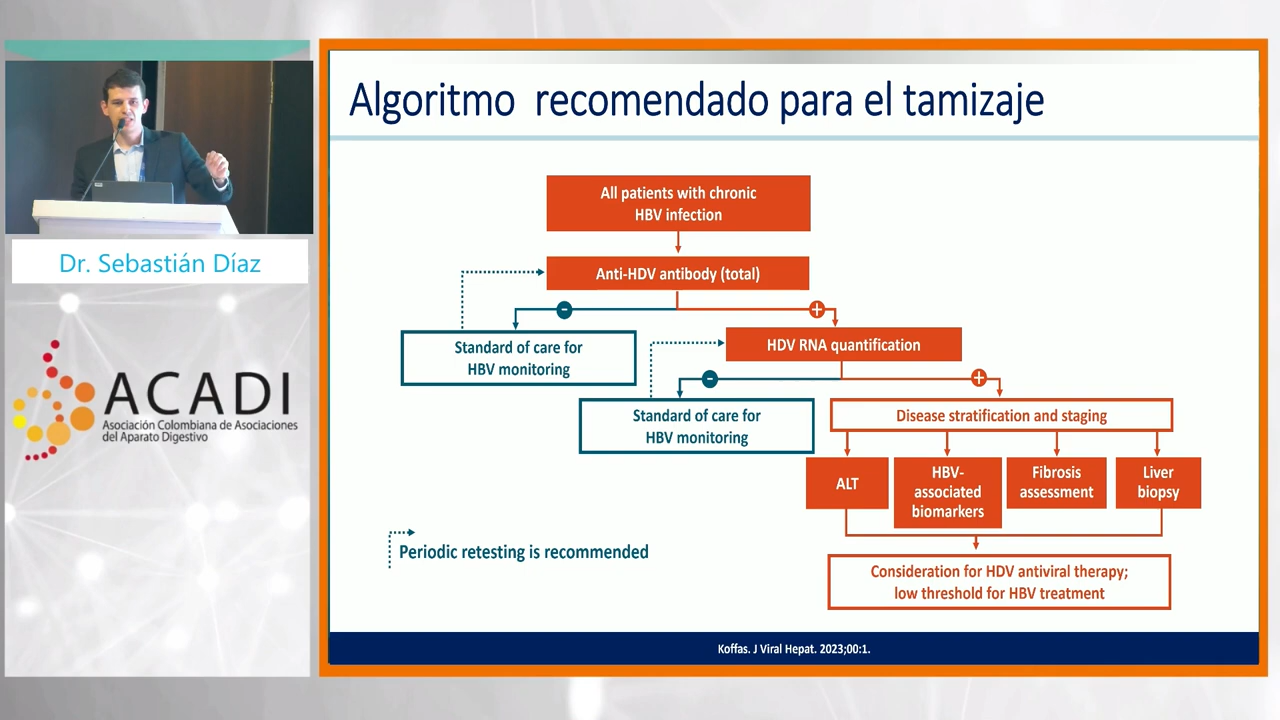 Algoritmo recomendado para el tamizaje
All patients with chronic
HBV infection
Anti-HDV antibody (total)
-
+
Standard of care for
HBV monitoring
HDV RNA quantification
-
+
Standard of care for
HBV monitoring
Disease stratification and staging
ALT
HBV-
associated
biomarkers
Fibrosis
assessment
Liver
biopsy
Periodic retesting is recommended
Consideration for HDV antiviral therapy;
low threshold for HBV treatment
Koffas. J Viral Hepat. 2023;00:1.
Dr. Sebastián Díaz
ACADI
Asociación Colombiana de Asociaciones
del Aparato Digestivo